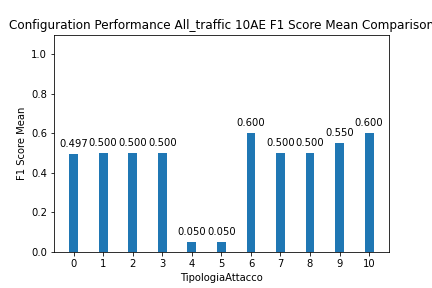 Configuration Performance All_traffic 10AE F1 Score Mean Comparison
1.0
0.8
0.6
0.4
0.2
0.0
F1 Score Mean
0.497 0.500 0.500 0.500 0.050 0.050 0.600 0.500 0.500 0.550 0.600
0 1 2 3 4 5 6 7 8 9 10
TipologiaAttacco